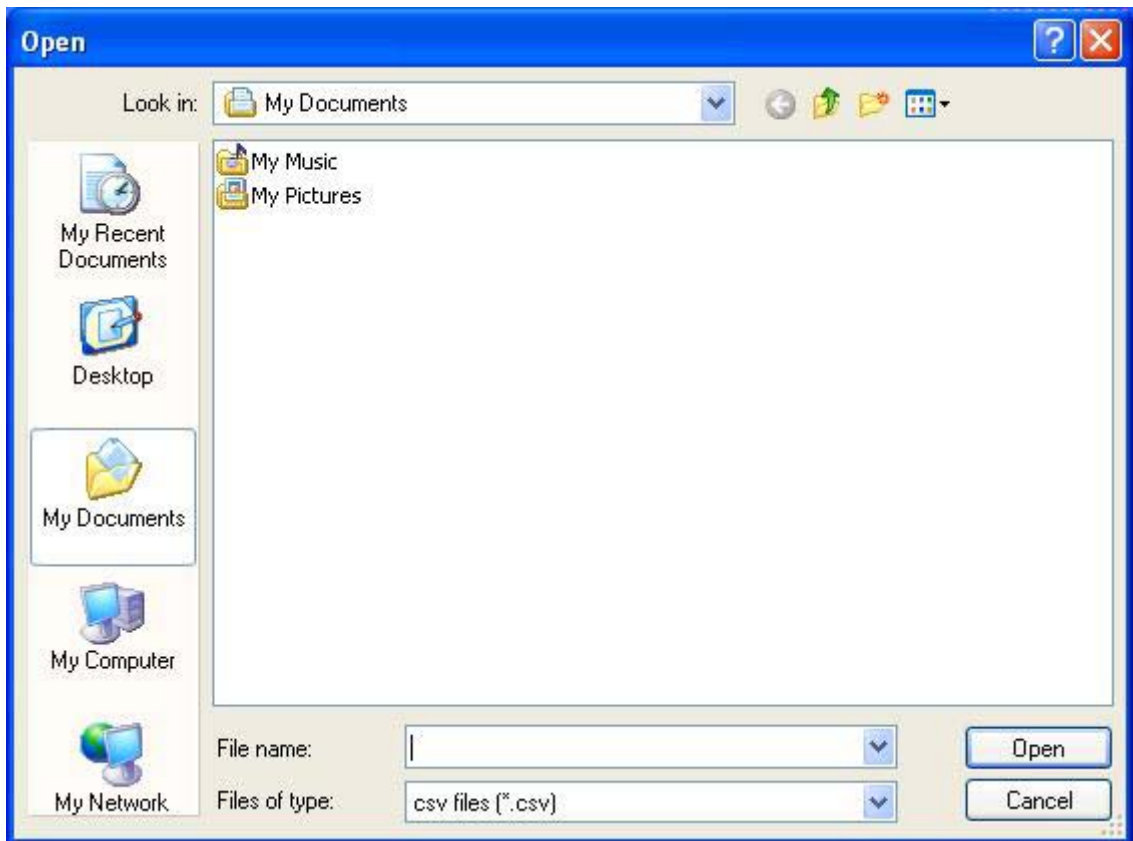 Open
Look in: My Documents
My Music
My Pictures
My Recent
Documents
Desktop
My Documents
My Computer
My Network
File name:
Open
Files of type: csv files (*.csv)
Cancel